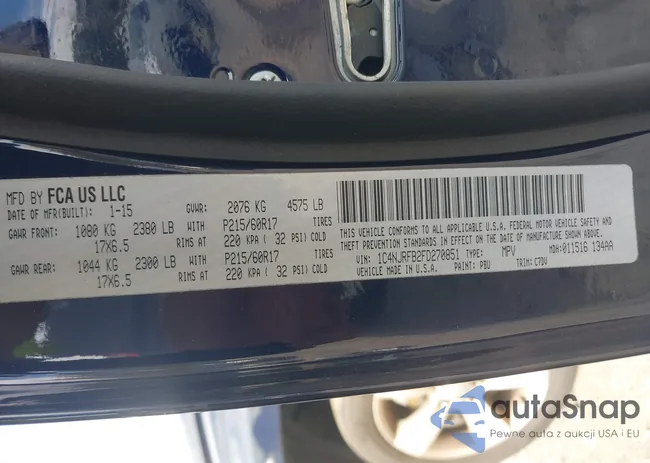 MFD BY FCA US LLC
DATE OF MFR(BUILT): 1-15 GVWR: 2076 KG 4575 LB
GAWR FRONT: 1080 KG 2380 LB WITH P215/60R17 TIRES
17X6.5 RIMS AT 220 KPA ( 32 PSI) COLD
GAWR REAR: 1044 KG 2300 LB WITH P215/60R17 TIRES
17X6.5 RIMS AT 220 KPA ( 32 PSI) COLD
THIS VEHICLE CONFORMS TO ALL APPLICABLE U.S.A. FEDERAL MOTOR VEHICLE SAFETY,
BUMPER, AND THEFT PREVENTION STANDARDS IN EFFECT ON THE DATE OF MANUFACTURE SHOWN ABOVE.
VIN: 1C4NJRFB2FD270851 TYPE: MPV MDH:011516 134AA
MADE IN U.S.A. PAINT: PBU TRIM: C7DV
autaSnap
Pewne auta z aukcji USA i EU